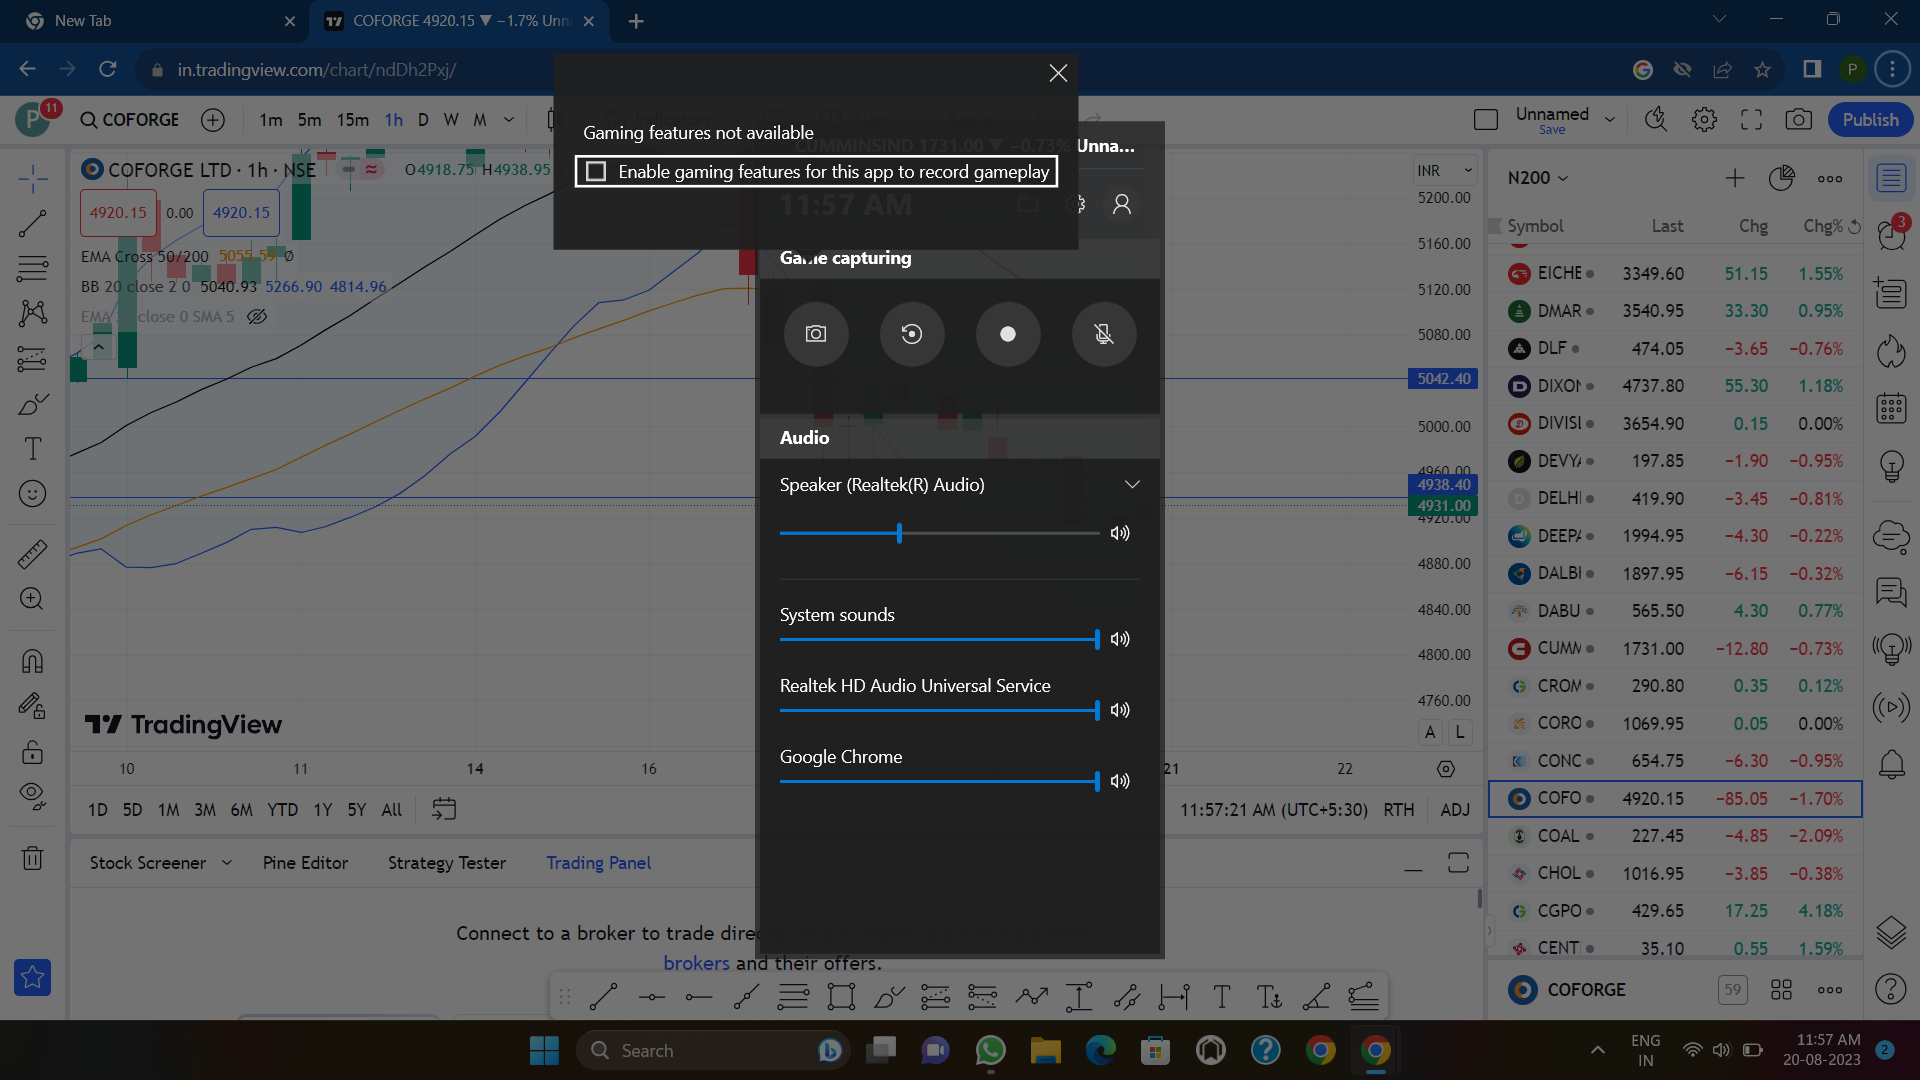 New Tab
COFORGE 4920.15 ▼ −1.7% Unn
in.tradingview.com/chart/ndDh2Pxj/
P
P
11
COFORGE
1m 5m 15m 1h D W M
Unnamed
Save
Publish
Gaming features not available
Enable gaming features for this app to record gameplay
CUMMINSIND 1731.00 ▼ −0.73% Unna...
11:57 AM
COFORGE LTD · 1h · NSE
O4918.75 H4938.95
4920.15 0.00 4920.15
EMA Cross 50/200 5055.59 Ø
BB 20 close 2 0 5040.93 5266.90 4814.96
close 0 SMA 5
Game capturing
Audio
Speaker (Realtek(R) Audio)
System sounds
Realtek HD Audio Universal Service
Google Chrome
INR
5200.00
5160.00
5120.00
5080.00
5042.40
5000.00
4960.00
4938.40
4931.00
4920.00
4880.00
4840.00
4800.00
4760.00
A L
TradingView
10 11 14 16 21 22
1D 5D 1M 3M 6M YTD 1Y 5Y All
11:57:21 AM (UTC+5:30) RTH ADJ
Stock Screener Pine Editor Strategy Tester Trading Panel
Connect to a broker to trade
brokers and their offers.
N200
Symbol Last Chg Chg%
EICHE 3349.60 51.15 1.55%
DMAR 3540.95 33.30 0.95%
DLF 474.05 −3.65 −0.76%
DIXON 4737.80 55.30 1.18%
DIVISL 3654.90 0.15 0.00%
DEVYA 197.85 −1.90 −0.95%
DELHI 419.90 −3.45 −0.81%
DEEPA 1994.95 −4.30 −0.22%
DALBI 1897.95 −6.15 −0.32%
DABU 565.50 4.30 0.77%
CUMM 1731.00 −12.80 −0.73%
CROM 290.80 0.35 0.12%
CORO 1069.95 0.05 0.00%
CONC 654.75 −6.30 −0.95%
COFO 4920.15 −85.05 −1.70%
COAL 227.45 −4.85 −2.09%
CHOL 1016.95 −3.85 −0.38%
CGPO 429.65 17.25 4.18%
CENT 35.10 0.55 1.59%
COFORGE
59
3
Search
ENG
IN
11:57 AM
20-08-2023
2